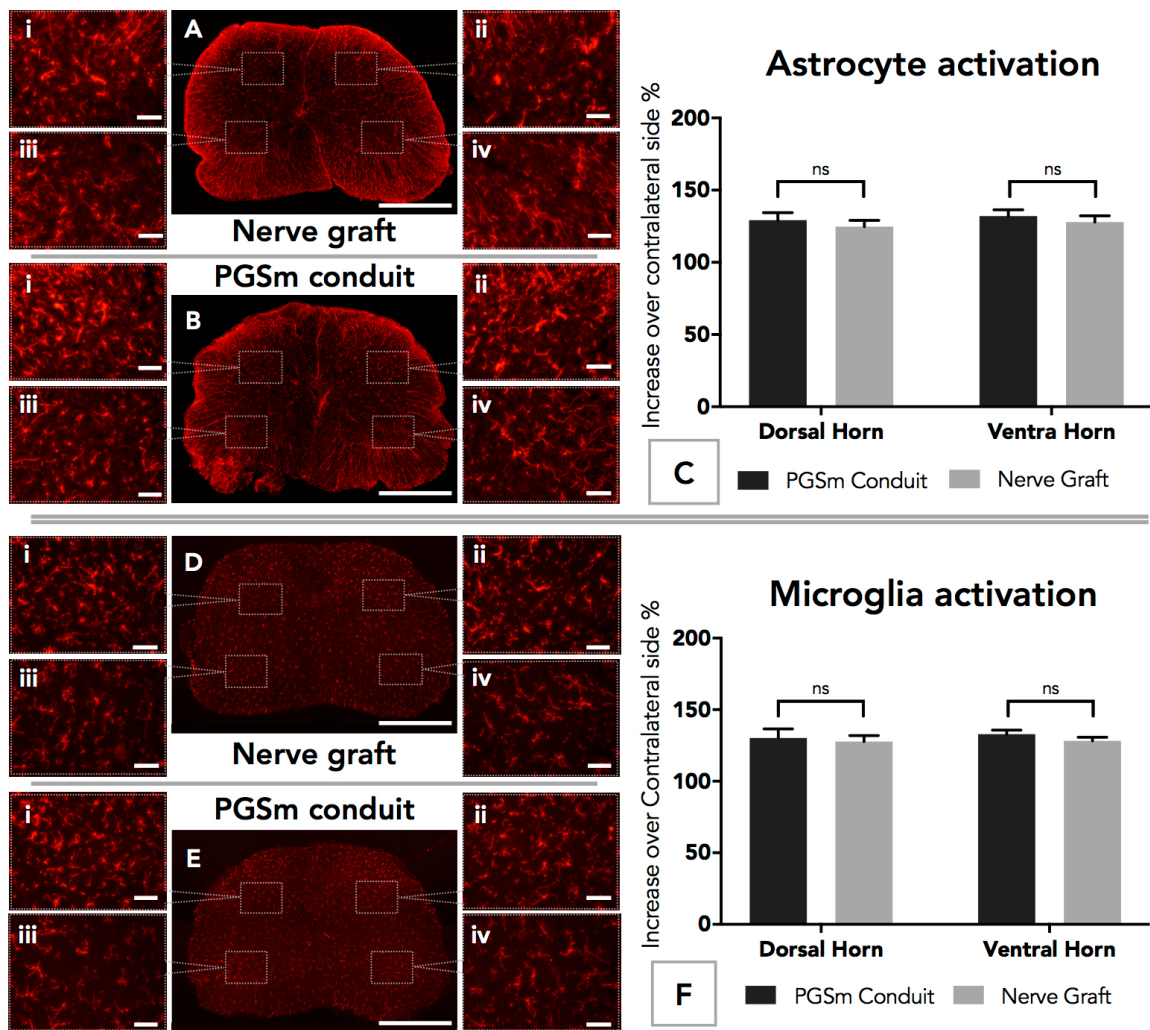 i
A
ii
iii
iv
Nerve graft
PGSm conduit
i
B
ii
iii
iv
Astrocyte activation
Increase over contralateral side %
200
150
100
50
0
ns
ns
Dorsal Horn
Ventra Horn
C
PGSm Conduit
Nerve Graft
i
D
ii
iii
iv
Nerve graft
PGSm conduit
i
E
ii
iii
iv
Microglia activation
Increase over Contralateral side %
200
150
100
50
0
ns
ns
Dorsal Horn
Ventral Horn
F
PGSm Conduit
Nerve Graft